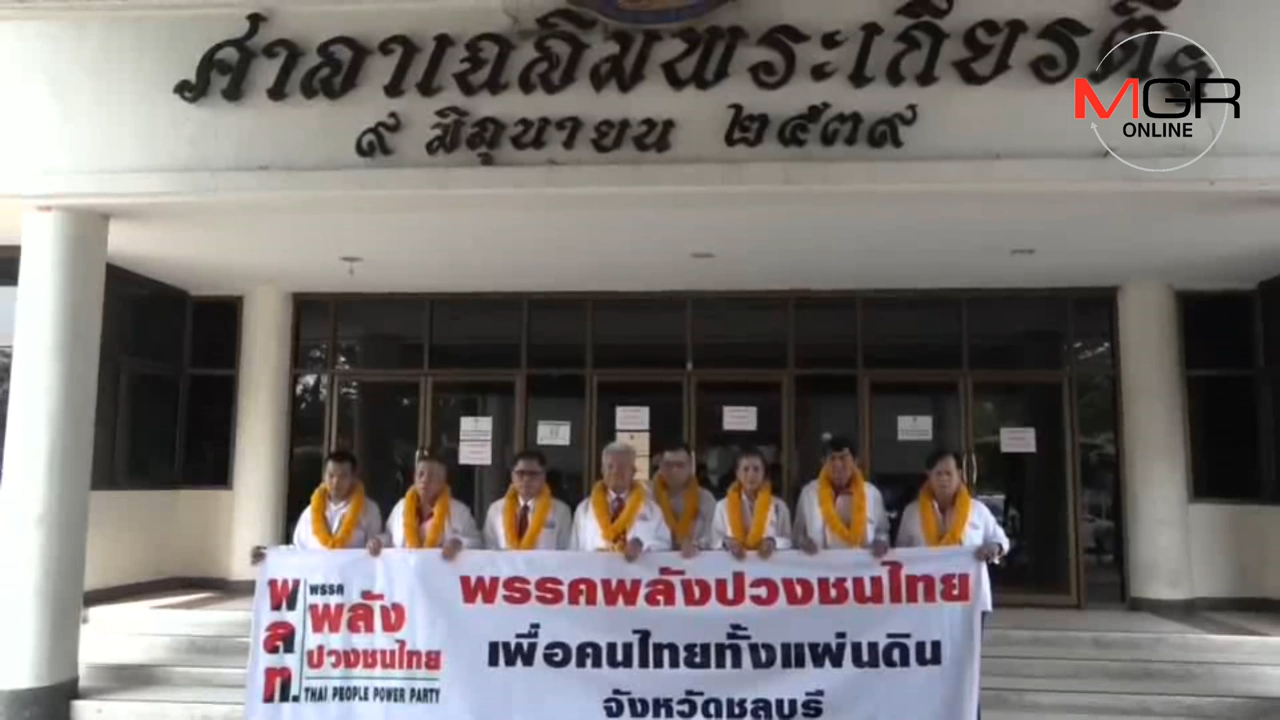 ศาลาเฉลิมพระเกียรติฯ
๙ มิถุนายน ๒๕๓๙
MGR
ONLINE
พลท.
พรรค
พลัง
ปวงชนไทย
THAI PEOPLE POWER PARTY
พรรคพลังปวงชนไทย
เพื่อคนไทยทั้งแผ่นดิน
จังหวัดชลบุรี